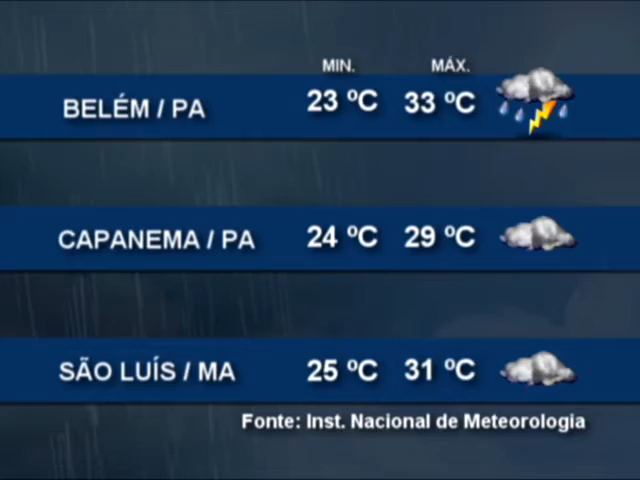 MIN. MÁX.
BELÉM / PA 23 ºC 33 ºC
CAPANEMA / PA 24 ºC 29 ºC
SÃO LUÍS / MA 25 ºC 31 ºC
Fonte: Inst. Nacional de Meteorologia